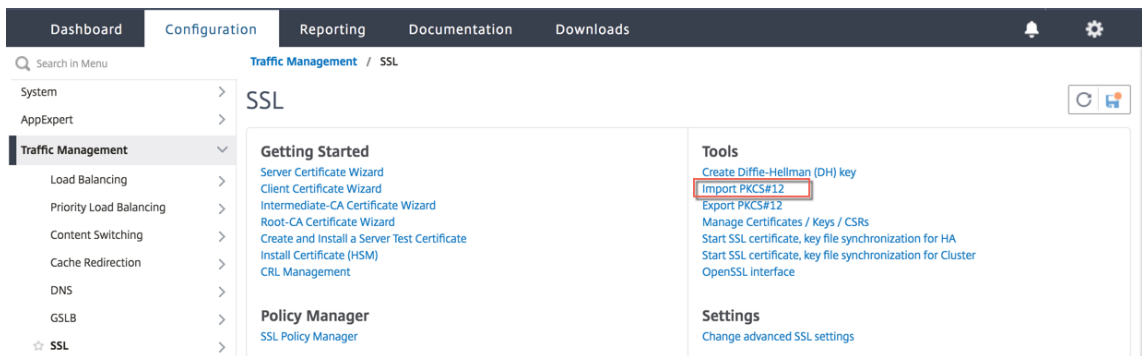 Dashboard Configuration Reporting Documentation Downloads
Search in Menu
Traffic Management / SSL
System
AppExpert
Traffic Management
Load Balancing
Priority Load Balancing
Content Switching
Cache Redirection
DNS
GSLB
SSL
SSL
Getting Started
Server Certificate Wizard
Client Certificate Wizard
Intermediate-CA Certificate Wizard
Root-CA Certificate Wizard
Create and Install a Server Test Certificate
Install Certificate (HSM)
CRL Management
Policy Manager
SSL Policy Manager
Tools
Create Diffie-Hellman (DH) key
Import PKCS#12
Export PKCS#12
Manage Certificates / Keys / CSRs
Start SSL certificate, key file synchronization for HA
Start SSL certificate, key file synchronization for Cluster
OpenSSL interface
Settings
Change advanced SSL settings